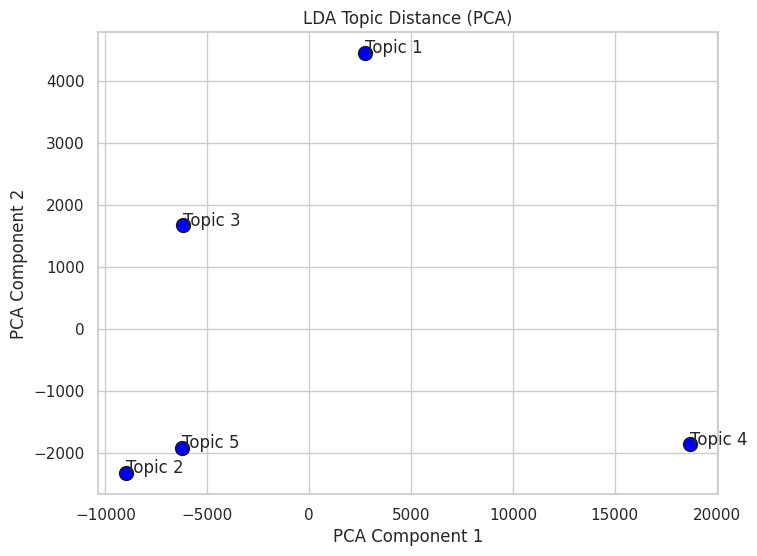 LDA Topic Distance (PCA)
Topic 1
Topic 3
Topic 5
Topic 2
Topic 4
4000
3000
2000
1000
0
−1000
−2000
PCA Component 2
−10000
−5000
0
5000
10000
15000
20000
PCA Component 1